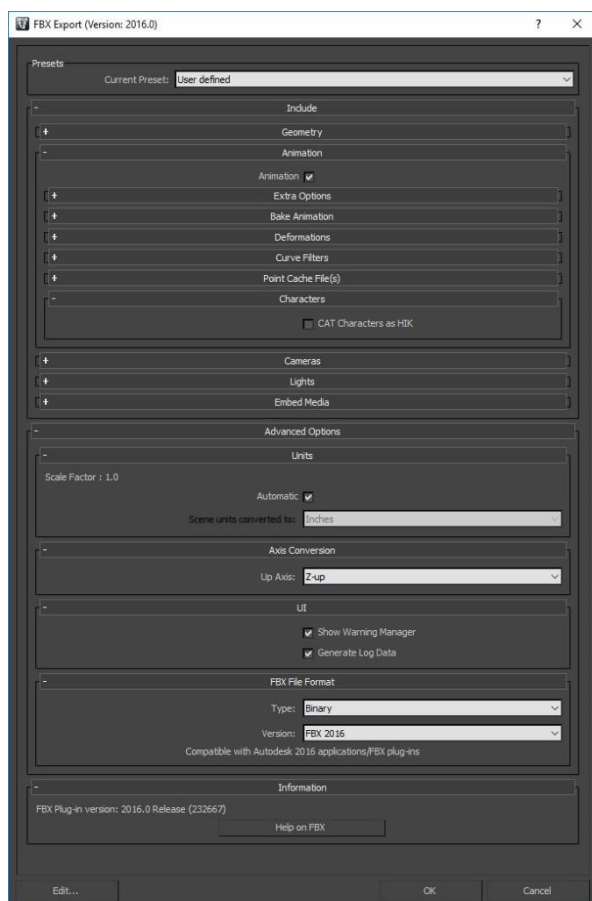 FBX Export (Version: 2016.0)
Presets
Current Preset: User defined
Include
Geometry
Animation
Animation
Extra Options
Bake Animation
Deformations
Curve Filters
Point Cache File(s)
Characters
CAT Characters as HIK
Cameras
Lights
Embed Media
Advanced Options
Units
Scale Factor : 1.0
Automatic
Scene units converted to: Inches
Axis Conversion
Up Axis: Z-up
UI
Show Warning Manager
Generate Log Data
FBX File Format
Type: Binary
Version: FBX 2016
Compatible with Autodesk 2016 applications/FBX plug-ins
Information
FBX Plug-in version: 2016.0 Release (232667)
Help on FBX
Edit... OK Cancel